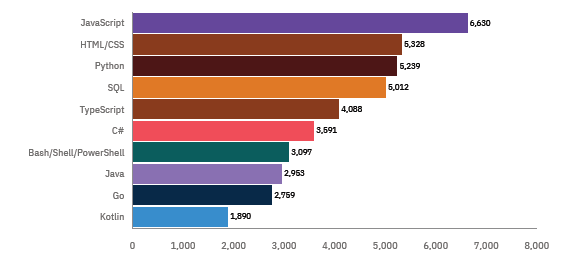 JavaScript 6,630
HTML/CSS 5,328
Python 5,239
SQL 5,012
TypeScript 4,088
C# 3,591
Bash/Shell/PowerShell 3,097
Java 2,953
Go 2,759
Kotlin 1,890
0 1,000 2,000 3,000 4,000 5,000 6,000 7,000 8,000